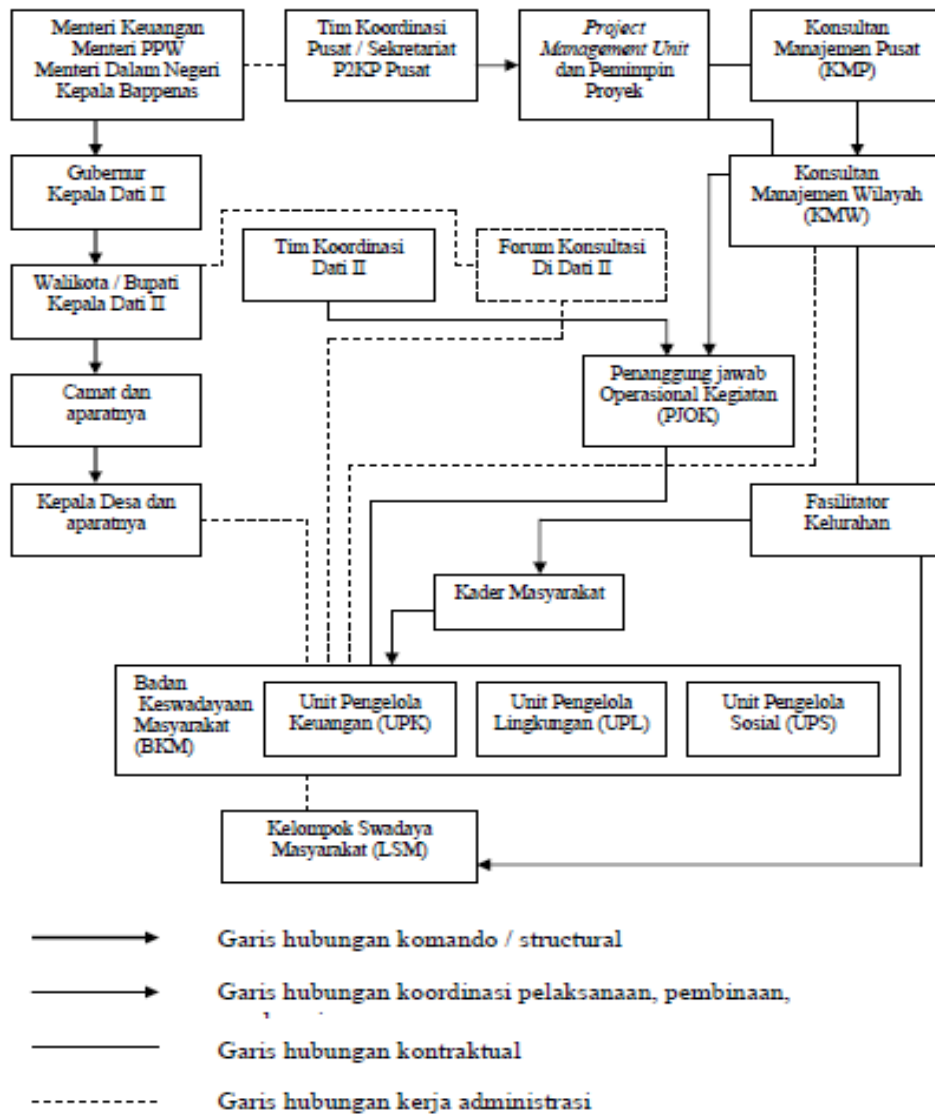 Menteri Keuangan
Menteri PPW
Menteri Dalam Negeri
Kepala Bappenas
Tim Koordinasi
Pusat / Sekretariat
P2KP Pusat
Project
Management Unit
dan Pemimpin
Proyek
Konsultan
Manajemen Pusat
(KMP)
Gubernur
Kepala Dati II
Konsultan
Manajemen Wilayah
(KMW)
Tim Koordinasi
Dati II
Forum Konsultasi
Di Dati II
Walikota / Bupati
Kepala Dati II
Penanggung jawab
Operasional Kegiatan
(PJOK)
Camat dan
aparatnya
Kepala Desa dan
aparatnya
Fasilitator
Kelurahan
Kader Masyarakat
Badan
Keswadayaan
Masyarakat
(BKM)
Unit Pengelola
Keuangan (UPK)
Unit Pengelola
Lingkungan (UPL)
Unit Pengelola
Sosial (UPS)
Kelompok Swadaya
Masyarakat (LSM)
Garis hubungan komando / structural
Garis hubungan koordinasi pelaksanaan, pembinaan,
Garis hubungan kontraktual
Garis hubungan kerja administrasi